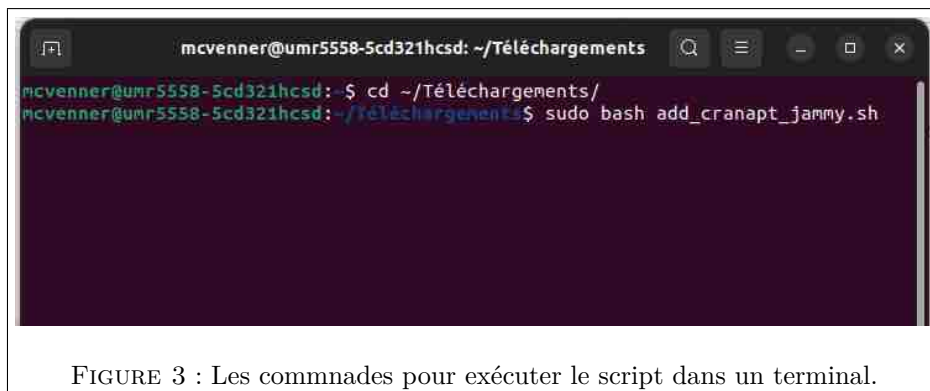 mcvenner@umr5558-5cd321hcsd: ~/Téléchargements
mcvenner@umr5558-5cd321hcsd:~$ cd ~/Téléchargements/
mcvenner@umr5558-5cd321hcsd:~/Téléchargements$ sudo bash add_cranapt_jammy.sh
FIGURE 3 : Les commnades pour exécuter le script dans un terminal.